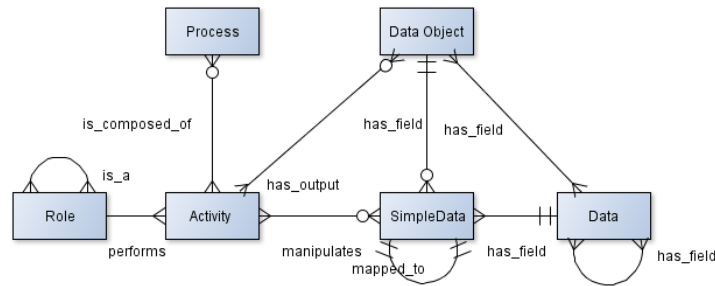 Process
Data Object
is_composed_of
has_field
has_field
is_a
has_output
Role
Activity
SimpleData
Data
performs
manipulates
mapped_to
has_field
has_field